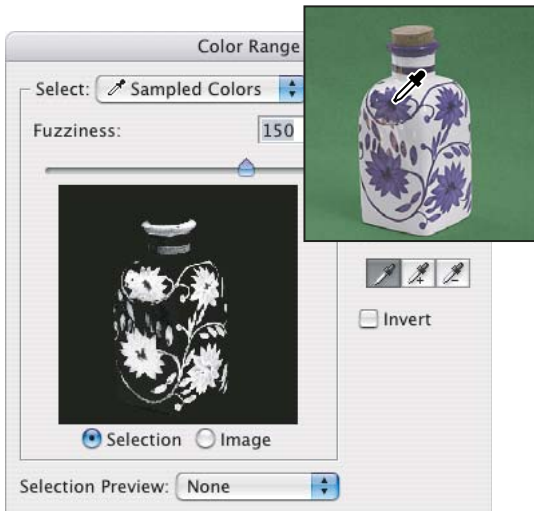 Color Range
Select: Sampled Colors
Fuzziness: 150
Invert
Selection Image
Selection Preview: None